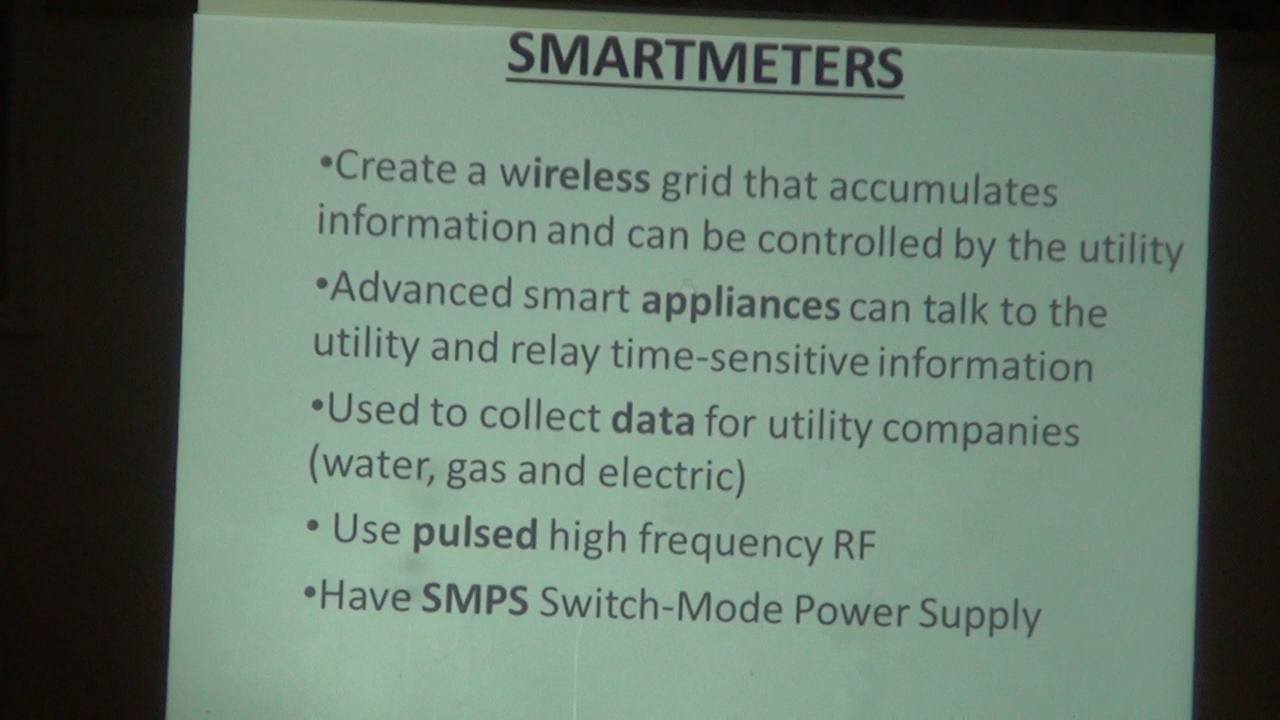 SMARTMETERS
•Create a wireless grid that accumulates
information and can be controlled by the utility
•Advanced smart appliances can talk to the
utility and relay time-sensitive information
•Used to collect data for utility companies
(water, gas and electric)
• Use pulsed high frequency RF
•Have SMPS Switch-Mode Power Supply